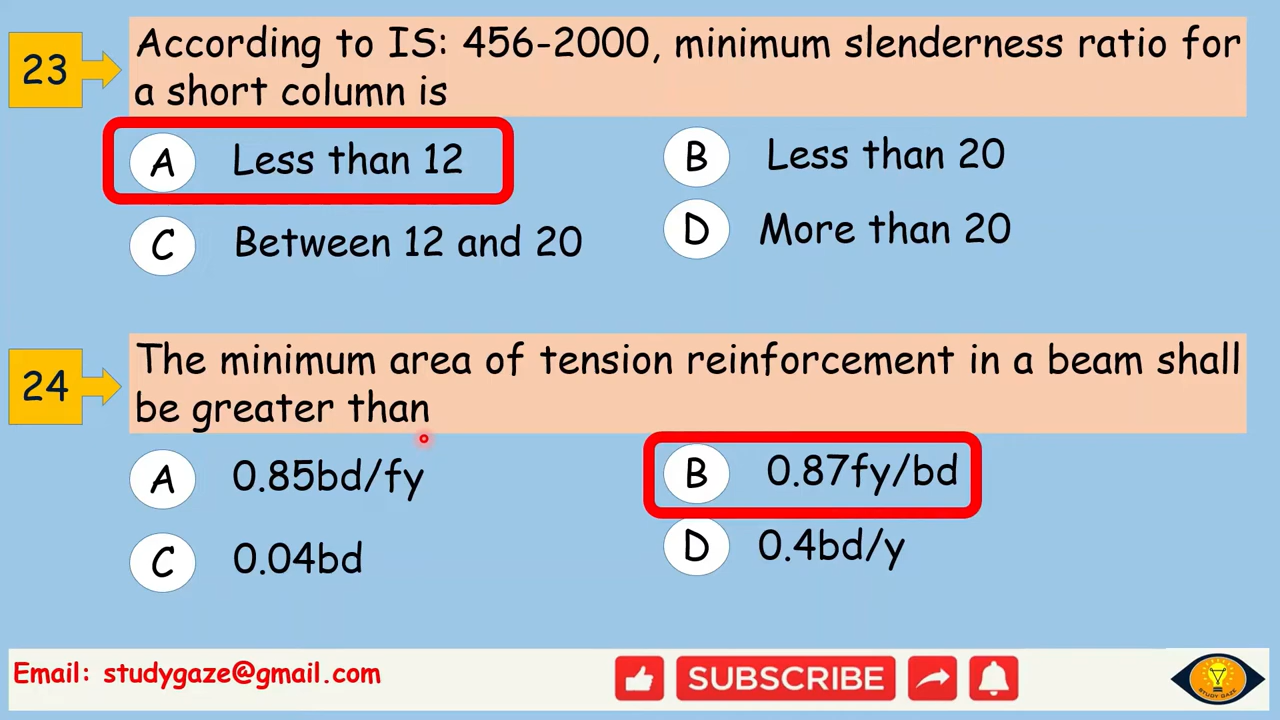 23
According to IS: 456-2000, minimum slenderness ratio for
a short column is
A Less than 12
B Less than 20
C Between 12 and 20
D More than 20
24
The minimum area of tension reinforcement in a beam shall
be greater than
A 0.85bd/fy
B 0.87fy/bd
C 0.04bd
D 0.4bd/y
Email: studygaze@gmail.com
SUBSCRIBE
STUDY GAZE